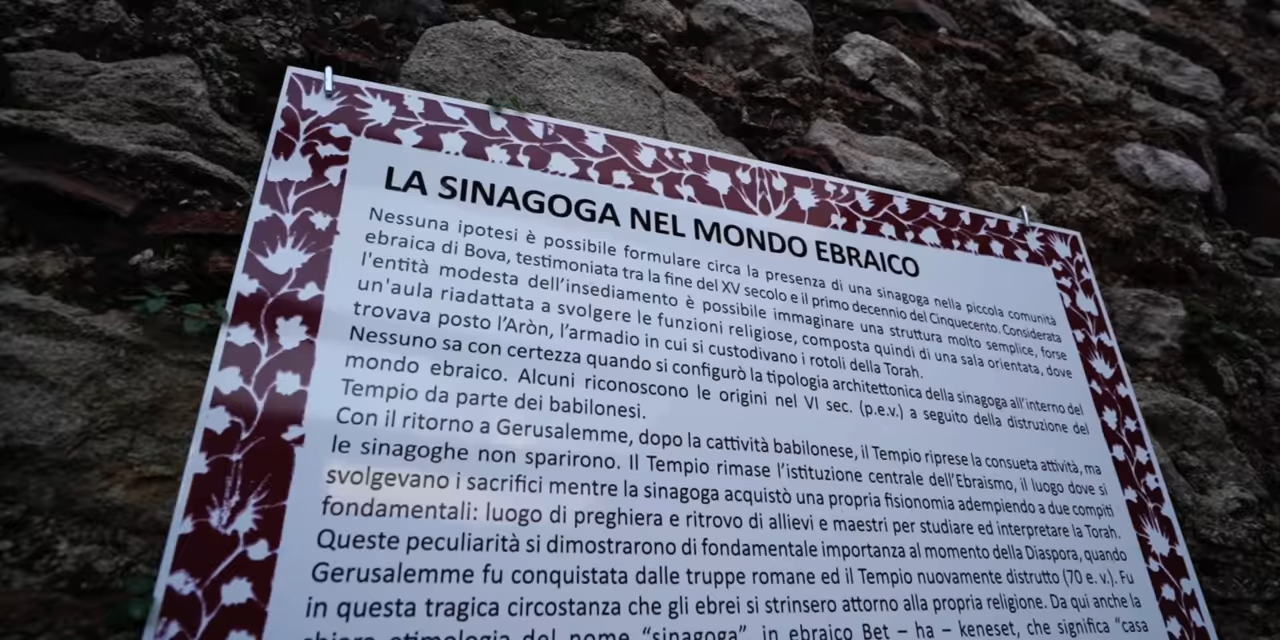 LA SINAGOGA NEL MONDO EBRAICO
Nessuna ipotesi è possibile formulare circa la presenza di una sinagoga nella piccola comunità
ebraica di Bova, testimoniata tra la fine del XV secolo e il primo decennio del Cinquecento. Considerata
l'entità modesta dell'insediamento è possibile immaginare una struttura molto semplice, forse
un'aula riadattata a svolgere le funzioni religiose, composta quindi di una sala orientata, dove
trovava posto l'Aròn, l'armadio in cui si custodivano i rotoli della Torah.
Nessuno sa con certezza quando si configurò la tipologia architettonica della sinagoga all'interno del
mondo ebraico. Alcuni riconoscono le origini nel VI sec. (p.e.v.) a seguito della distruzione del
Tempio da parte dei babilonesi.
Con il ritorno a Gerusalemme, dopo la cattività babilonese, il Tempio riprese la consueta attività, ma
le sinagoghe non sparirono. Il Tempio rimase l'istituzione centrale dell'Ebraismo, il luogo dove si
svolgevano i sacrifici mentre la sinagoga acquistò una propria fisionomia adempiendo a due compiti
fondamentali: luogo di preghiera e ritrovo di allievi e maestri per studiare ed interpretare la Torah.
Queste peculiarità si dimostrarono di fondamentale importanza al momento della Diaspora, quando
Gerusalemme fu conquistata dalle truppe romane ed il Tempio nuovamente distrutto (70 e. v.). Fu
in questa tragica circostanza che gli ebrei si strinsero attorno alla propria religione. Da qui anche la
chiara etimologia del nome "sinagoga", in ebraico Bet – ha – keneset, che significa "casa